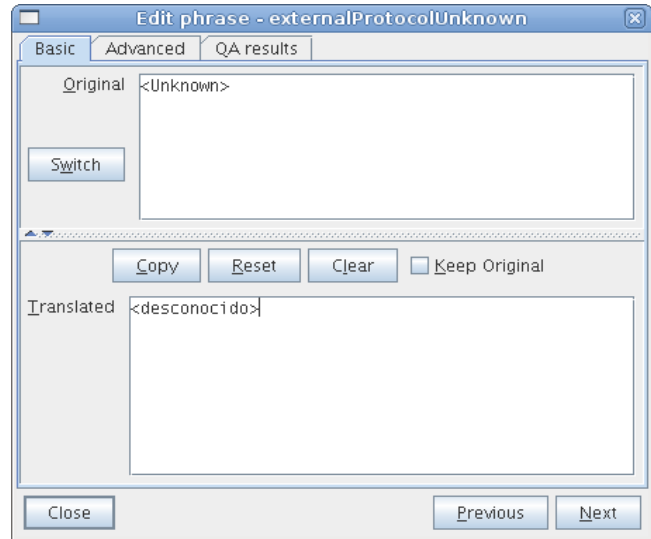 Edit phrase - externalProtocolUnknown
Basic Advanced QA results
Original <Unknown>
Switch
Copy Reset Clear Keep Original
Translated <desconocido>
Close Previous Next